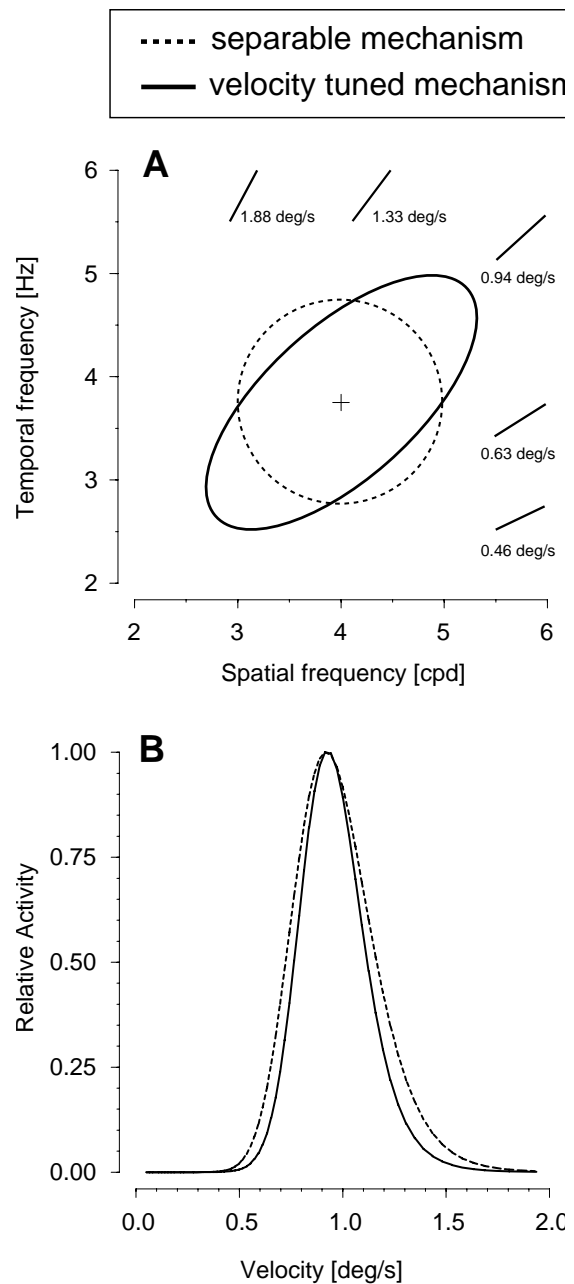 separable mechanism
velocity tuned mechanism
A
6
5
4
3
2
Temporal frequency [Hz]
1.88 deg/s
1.33 deg/s
0.94 deg/s
0.63 deg/s
0.46 deg/s
2 3 4 5 6
Spatial frequency [cpd]
B
1.00
0.75
0.50
0.25
0.00
Relative Activity
0.0 0.5 1.0 1.5 2.0
Velocity [deg/s]